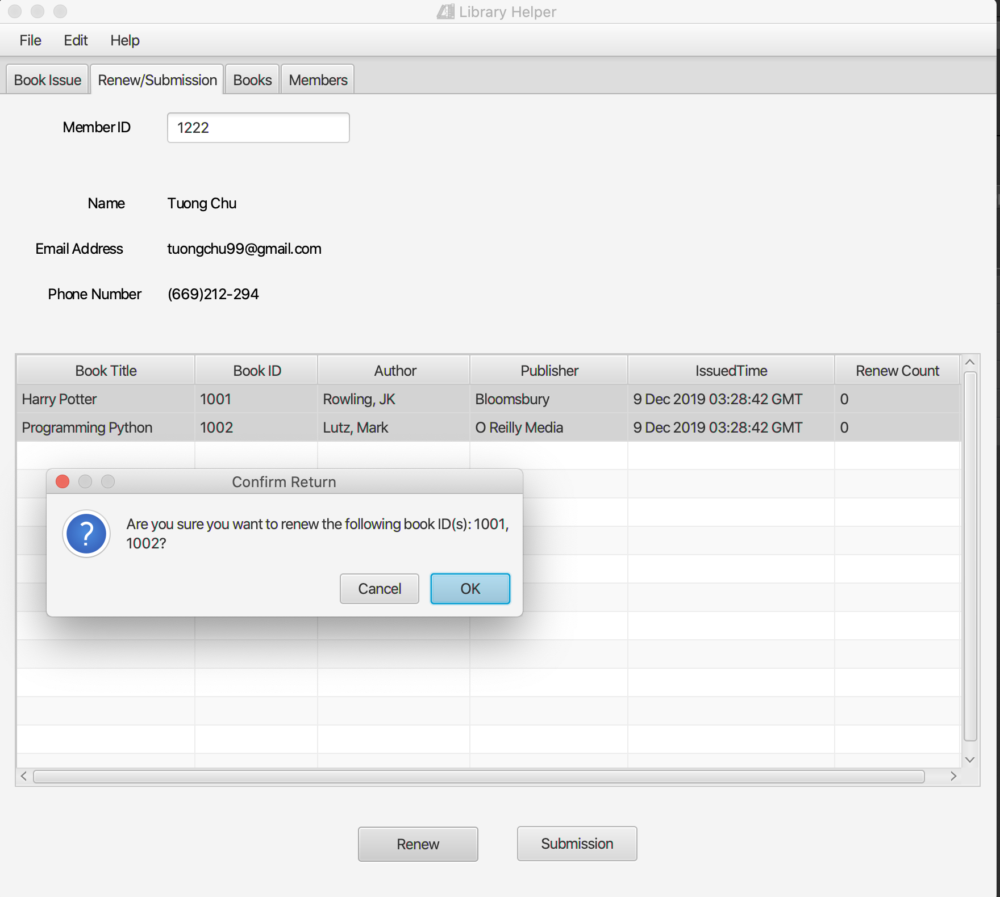 Library Helper
File Edit Help
Book Issue Renew/Submission Books Members
Member ID 1222
Name Tuong Chu
Email Address tuongchu99@gmail.com
Phone Number (669)212-294
Book Title Book ID Author Publisher IssuedTime Renew Count
Harry Potter 1001 Rowling, JK Bloomsbury 9 Dec 2019 03:28:42 GMT 0
Programming Python 1002 Lutz, Mark O Reilly Media 9 Dec 2019 03:28:42 GMT 0
Confirm Return
? Are you sure you want to renew the following book ID(s): 1001,
1002?
Cancel OK
Renew Submission